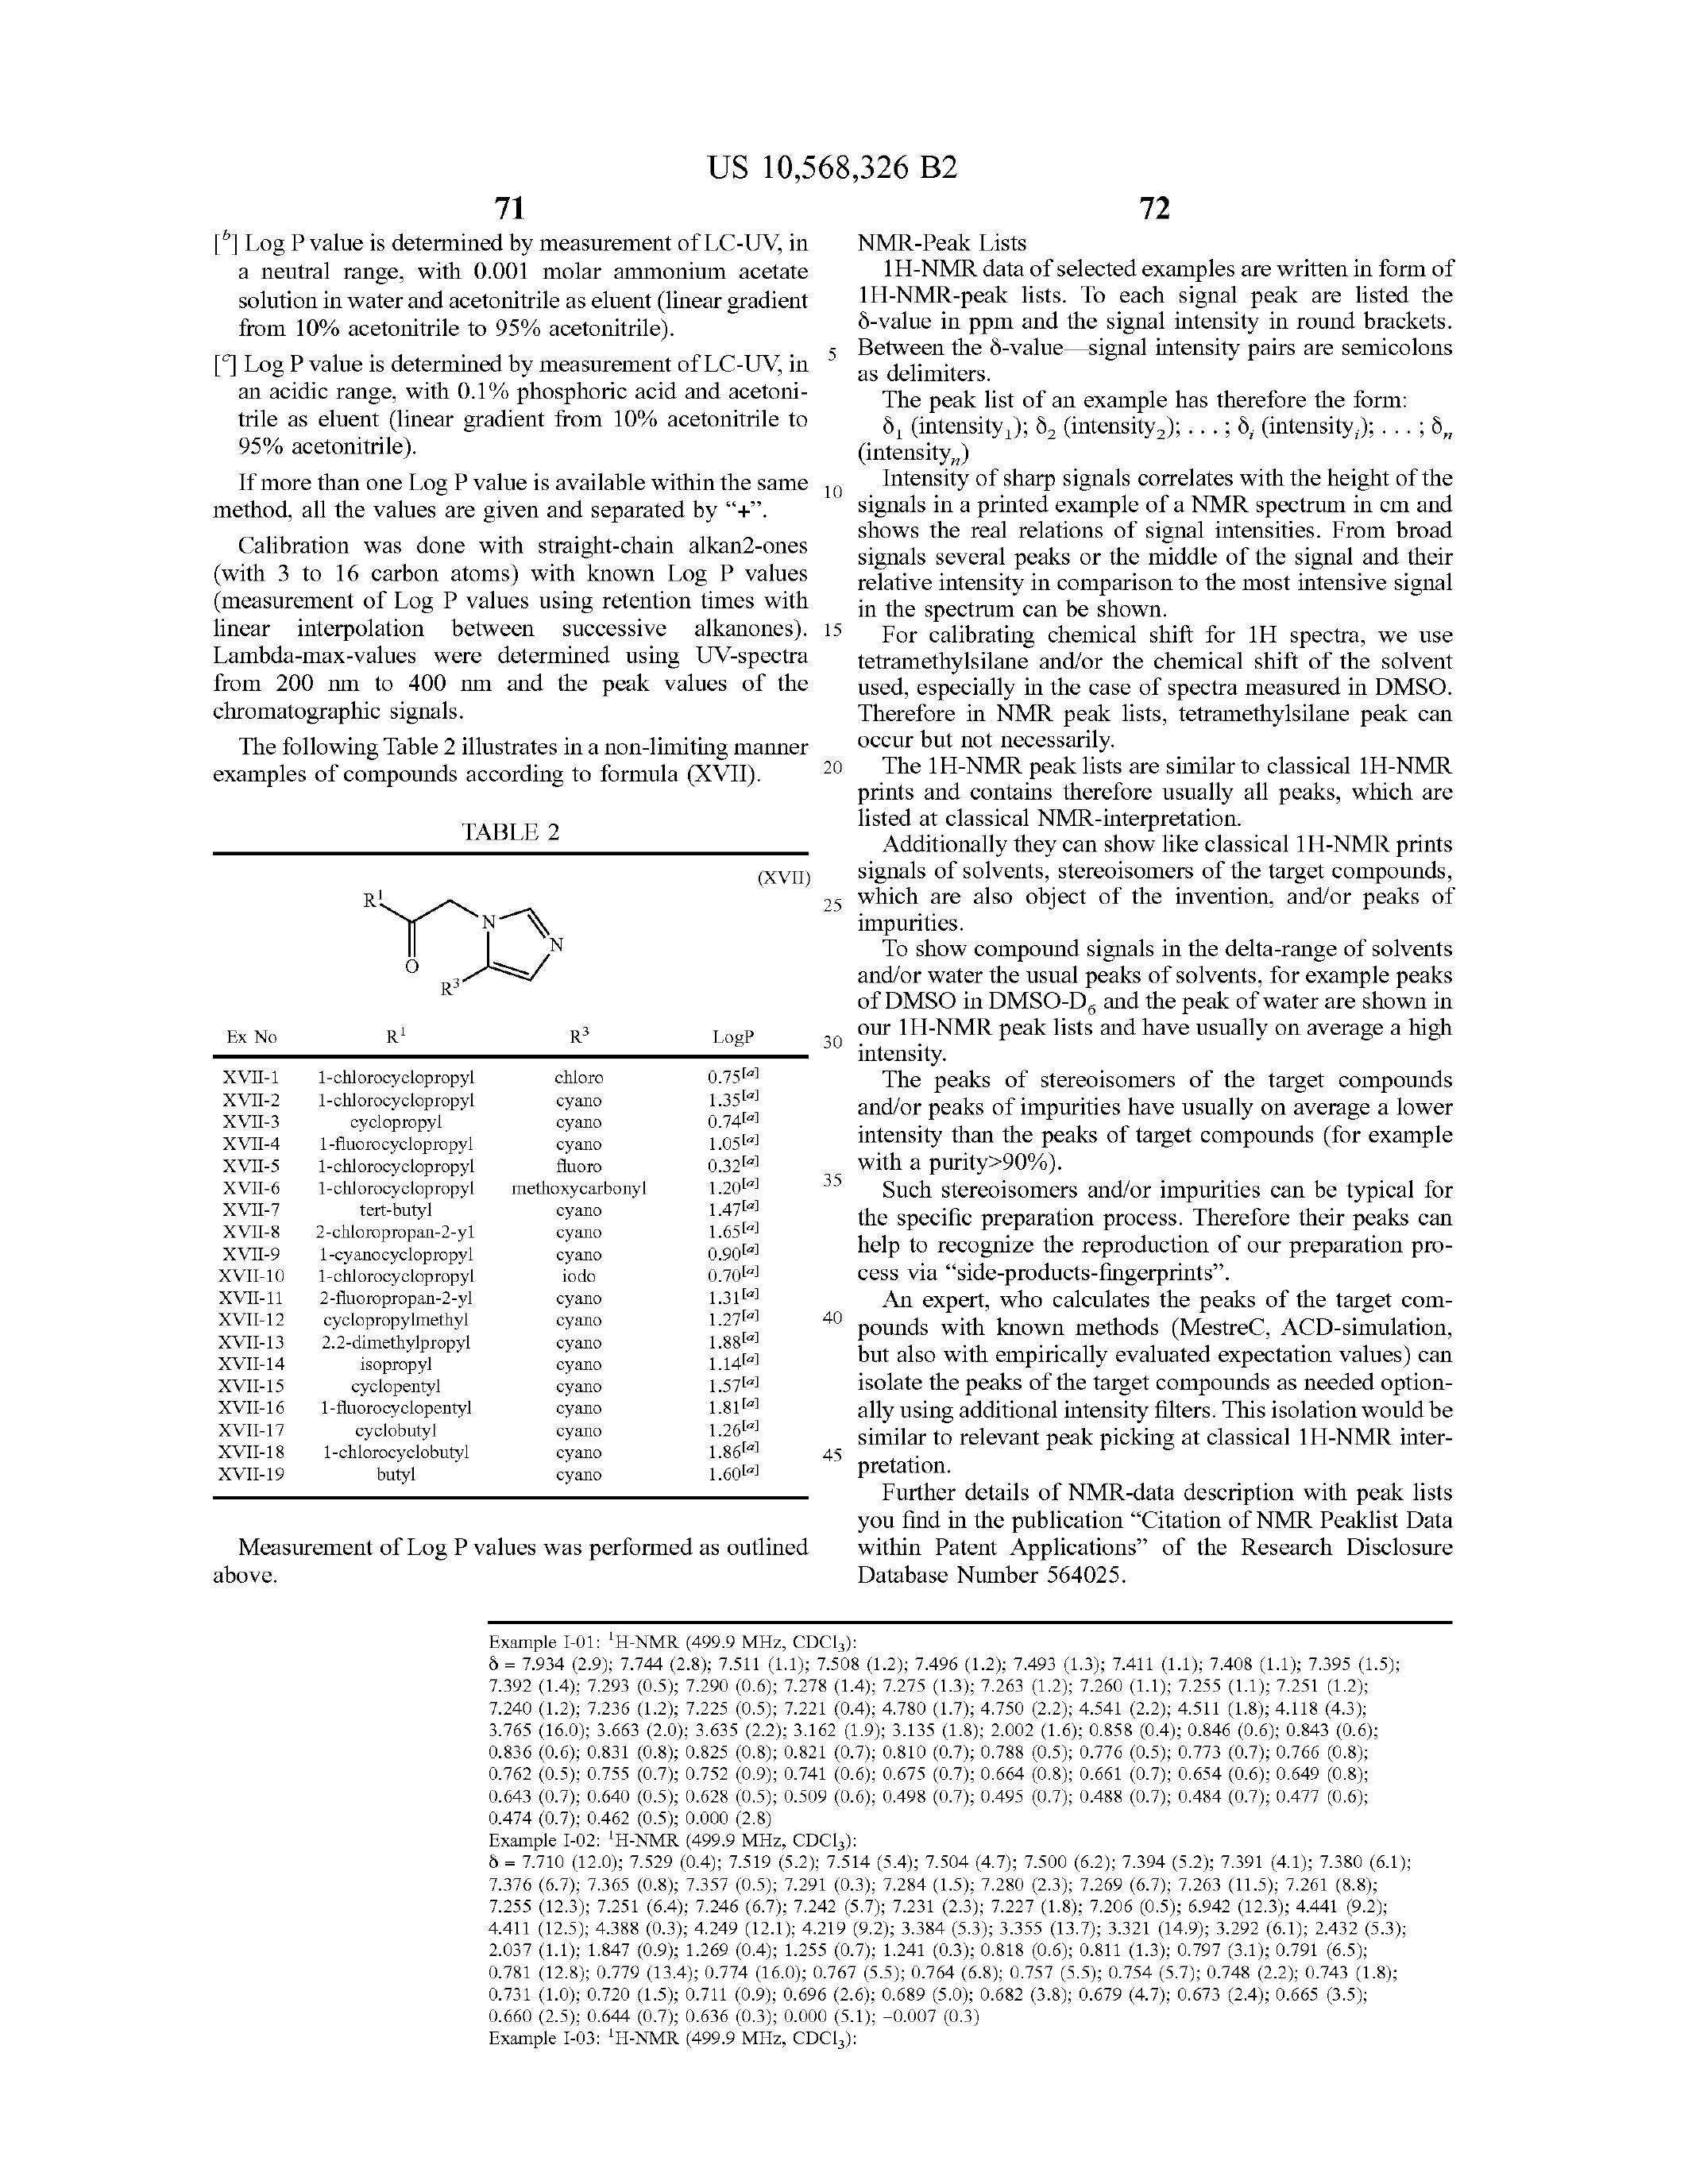 US 10,568,326 B2
71
[b] Log P value is determined by measurement of LC-UV, in
a neutral range, with 0.001 molar ammonium acetate
solution in water and acetonitrile as eluent (linear gradient
from 10% acetonitrile to 95% acetonitrile).
[c] Log P value is determined by measurement of LC-UV, in
an acidic range, with 0.1% phosphoric acid and acetoni-
trile as eluent (linear gradient from 10% acetonitrile to
95% acetonitrile).
If more than one Log P value is available within the same
method, all the values are given and separated by “+”.
Calibration was done with straight-chain alkan2-ones
(with 3 to 16 carbon atoms) with known Log P values
(measurement of Log P values using retention times with
linear interpolation between successive alkanones).
Lambda-max-values were determined using UV-spectra
from 200 nm to 400 nm and the peak values of the
chromatographic signals.
The following Table 2 illustrates in a non-limiting manner
examples of compounds according to formula (XVII).
TABLE 2
(XVII)
R1
N
N
O
R3
Ex No R1 R3 LogP
XVII-1 1-chlorocyclopropyl chloro 0.75[a]
XVII-2 1-chlorocyclopropyl cyano 1.35[a]
XVII-3 cyclopropyl cyano 0.74[a]
XVII-4 1-fluorocyclopropyl cyano 1.05[a]
XVII-5 1-chlorocyclopropyl fluoro 0.32[a]
XVII-6 1-chlorocyclopropyl methoxycarbonyl 1.20[a]
XVII-7 tert-butyl cyano 1.47[a]
XVII-8 2-chloropropan-2-yl cyano 1.65[a]
XVII-9 1-cyanocyclopropyl cyano 0.90[a]
XVII-10 1-chlorocyclopropyl iodo 0.70[a]
XVII-11 2-fluoropropan-2-yl cyano 1.31[a]
XVII-12 cyclopropylmethyl cyano 1.27[a]
XVII-13 2.2-dimethylpropyl cyano 1.88[a]
XVII-14 isopropyl cyano 1.14[a]
XVII-15 cyclopentyl cyano 1.57[a]
XVII-16 1-fluorocyclopentyl cyano 1.81[a]
XVII-17 cyclobutyl cyano 1.26[a]
XVII-18 1-chlorocyclobutyl cyano 1.86[a]
XVII-19 butyl cyano 1.60[a]
Measurement of Log P values was performed as outlined
above.
5
10
15
20
25
30
35
40
45
72
NMR-Peak Lists
1H-NMR data of selected examples are written in form of
1H-NMR-peak lists. To each signal peak are listed the
δ-value in ppm and the signal intensity in round brackets.
Between the δ-value—signal intensity pairs are semicolons
as delimiters.
The peak list of an example has therefore the form:
δ1 (intensity1); δ2 (intensity2); . . . ; δi (intensityi); . . . ; δn
(intensityn)
Intensity of sharp signals correlates with the height of the
signals in a printed example of a NMR spectrum in cm and
shows the real relations of signal intensities. From broad
signals several peaks or the middle of the signal and their
relative intensity in comparison to the most intensive signal
in the spectrum can be shown.
For calibrating chemical shift for 1H spectra, we use
tetramethylsilane and/or the chemical shift of the solvent
used, especially in the case of spectra measured in DMSO.
Therefore in NMR peak lists, tetramethylsilane peak can
occur but not necessarily.
The 1H-NMR peak lists are similar to classical 1H-NMR
prints and contains therefore usually all peaks, which are
listed at classical NMR-interpretation.
Additionally they can show like classical 1H-NMR prints
signals of solvents, stereoisomers of the target compounds,
which are also object of the invention, and/or peaks of
impurities.
To show compound signals in the delta-range of solvents
and/or water the usual peaks of solvents, for example peaks
of DMSO in DMSO-D6 and the peak of water are shown in
our 1H-NMR peak lists and have usually on average a high
intensity.
The peaks of stereoisomers of the target compounds
and/or peaks of impurities have usually on average a lower
intensity than the peaks of target compounds (for example
with a purity>90%).
Such stereoisomers and/or impurities can be typical for
the specific preparation process. Therefore their peaks can
help to recognize the reproduction of our preparation pro-
cess via “side-products-fingerprints”.
An expert, who calculates the peaks of the target com-
pounds with known methods (MestreC, ACD-simulation,
but also with empirically evaluated expectation values) can
isolate the peaks of the target compounds as needed option-
ally using additional intensity filters. This isolation would be
similar to relevant peak picking at classical 1H-NMR inter-
pretation.
Further details of NMR-data description with peak lists
you find in the publication “Citation of NMR Peaklist Data
within Patent Applications” of the Research Disclosure
Database Number 564025.
Example I-01: 1H-NMR (499.9 MHz, CDCl3):
δ = 7.934 (2.9); 7.744 (2.8); 7.511 (1.1); 7.508 (1.2); 7.496 (1.2); 7.493 (1.3); 7.411 (1.1); 7.408 (1.1); 7.395 (1.5);
7.392 (1.4); 7.293 (0.5); 7.290 (0.6); 7.278 (1.4); 7.275 (1.3); 7.263 (1.2); 7.260 (1.1); 7.255 (1.1); 7.251 (1.2);
7.240 (1.2); 7.236 (1.2); 7.225 (0.5); 7.221 (0.4); 4.780 (1.7); 4.750 (2.2); 4.541 (2.2); 4.511 (1.8); 4.118 (4.3);
3.765 (16.0); 3.663 (2.0); 3.635 (2.2); 3.162 (1.9); 3.135 (1.8); 2.002 (1.6); 0.858 (0.4); 0.846 (0.6); 0.843 (0.6);
0.836 (0.6); 0.831 (0.8); 0.825 (0.8); 0.821 (0.7); 0.810 (0.7); 0.788 (0.5); 0.776 (0.5); 0.773 (0.7); 0.766 (0.8);
0.762 (0.5); 0.755 (0.7); 0.752 (0.9); 0.741 (0.6); 0.675 (0.7); 0.664 (0.8); 0.661 (0.7); 0.654 (0.6); 0.649 (0.8);
0.643 (0.7); 0.640 (0.5); 0.628 (0.5); 0.509 (0.6); 0.498 (0.7); 0.495 (0.7); 0.488 (0.7); 0.484 (0.7); 0.477 (0.6);
0.474 (0.7); 0.462 (0.5); 0.000 (2.8)
Example I-02: 1H-NMR (499.9 MHz, CDCl3):
δ = 7.710 (12.0); 7.529 (0.4); 7.519 (5.2); 7.514 (5.4); 7.504 (4.7); 7.500 (6.2); 7.394 (5.2); 7.391 (4.1); 7.380 (6.1);
7.376 (6.7); 7.365 (0.8); 7.357 (0.5); 7.291 (0.3); 7.284 (1.5); 7.280 (2.3); 7.269 (6.7); 7.263 (11.5); 7.261 (8.8);
7.255 (12.3); 7.251 (6.4); 7.246 (6.7); 7.242 (5.7); 7.231 (2.3); 7.227 (1.8); 7.206 (0.5); 6.942 (12.3); 4.441 (9.2);
4.411 (12.5); 4.388 (0.3); 4.249 (12.1); 4.219 (9.2); 3.384 (5.3); 3.355 (13.7); 3.321 (14.9); 3.292 (6.1); 2.432 (5.3);
2.037 (1.1); 1.847 (0.9); 1.269 (0.4); 1.255 (0.7); 1.241 (0.3); 0.818 (0.6); 0.811 (1.3); 0.797 (3.1); 0.791 (6.5);
0.781 (12.8); 0.779 (13.4); 0.774 (16.0); 0.767 (5.5); 0.764 (6.8); 0.757 (5.5); 0.754 (5.7); 0.748 (2.2); 0.743 (1.8);
0.731 (1.0); 0.720 (1.5); 0.711 (0.9); 0.696 (2.6); 0.689 (5.0); 0.682 (3.8); 0.679 (4.7); 0.673 (2.4); 0.665 (3.5);
0.660 (2.5); 0.644 (0.7); 0.636 (0.3); 0.000 (5.1); −0.007 (0.3)
Example I-03: 1H-NMR (499.9 MHz, CDCl3):